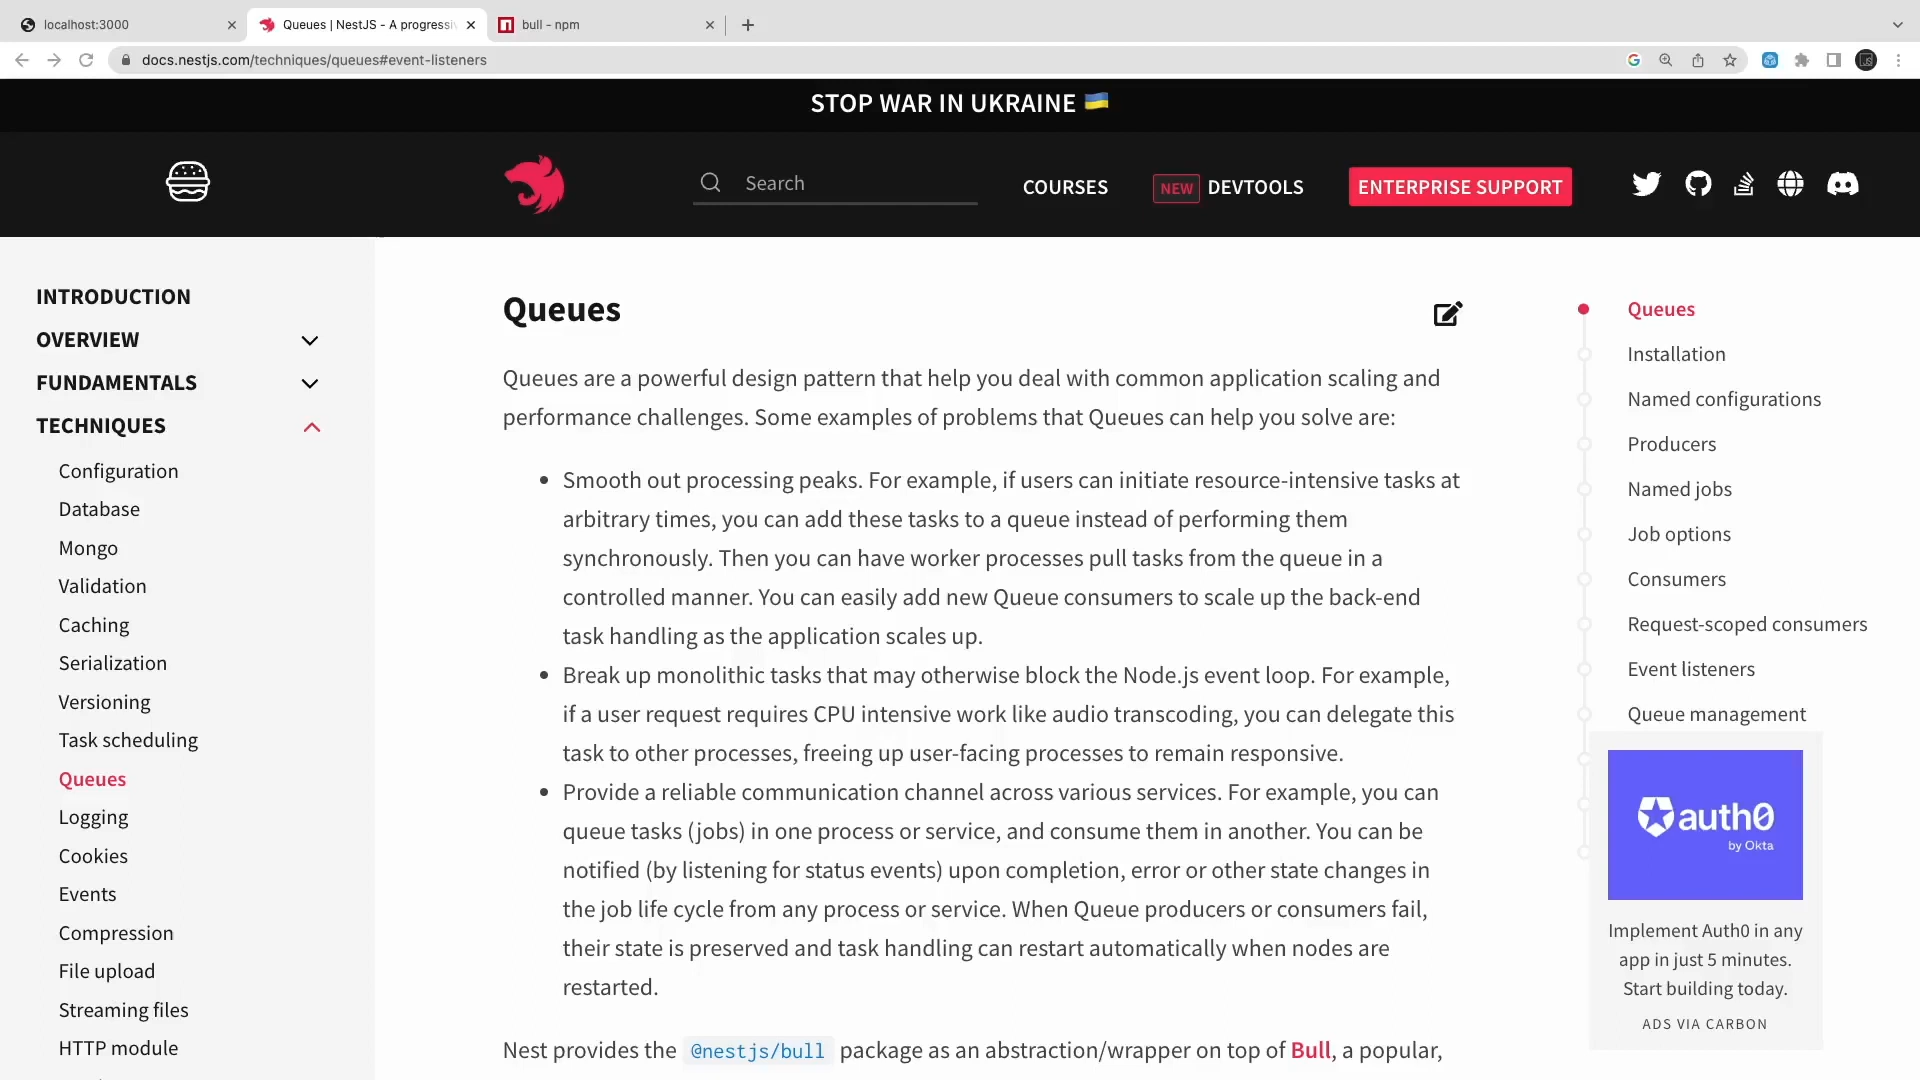 localhost:3000
Queues | NestJS - A progressiv
bull - npm
docs.nestjs.com/techniques/queues#event-listeners
STOP WAR IN UKRAINE 🇺🇦
Search
COURSES
NEW DEVTOOLS
ENTERPRISE SUPPORT
INTRODUCTION
OVERVIEW
FUNDAMENTALS
TECHNIQUES
Configuration
Database
Mongo
Validation
Caching
Serialization
Versioning
Task scheduling
Queues
Logging
Cookies
Events
Compression
File upload
Streaming files
HTTP module
Queues
Queues are a powerful design pattern that help you deal with common application scaling and
performance challenges. Some examples of problems that Queues can help you solve are:
• Smooth out processing peaks. For example, if users can initiate resource-intensive tasks at
arbitrary times, you can add these tasks to a queue instead of performing them
synchronously. Then you can have worker processes pull tasks from the queue in a
controlled manner. You can easily add new Queue consumers to scale up the back-end
task handling as the application scales up.
• Break up monolithic tasks that may otherwise block the Node.js event loop. For example,
if a user request requires CPU intensive work like audio transcoding, you can delegate this
task to other processes, freeing up user-facing processes to remain responsive.
• Provide a reliable communication channel across various services. For example, you can
queue tasks (jobs) in one process or service, and consume them in another. You can be
notified (by listening for status events) upon completion, error or other state changes in
the job life cycle from any process or service. When Queue producers or consumers fail,
their state is preserved and task handling can restart automatically when nodes are
restarted.
Nest provides the @nestjs/bull package as an abstraction/wrapper on top of Bull, a popular,
Queues
Installation
Named configurations
Producers
Named jobs
Job options
Consumers
Request-scoped consumers
Event listeners
Queue management
auth0
by Okta
Implement Auth0 in any
app in just 5 minutes.
Start building today.
ADS VIA CARBON